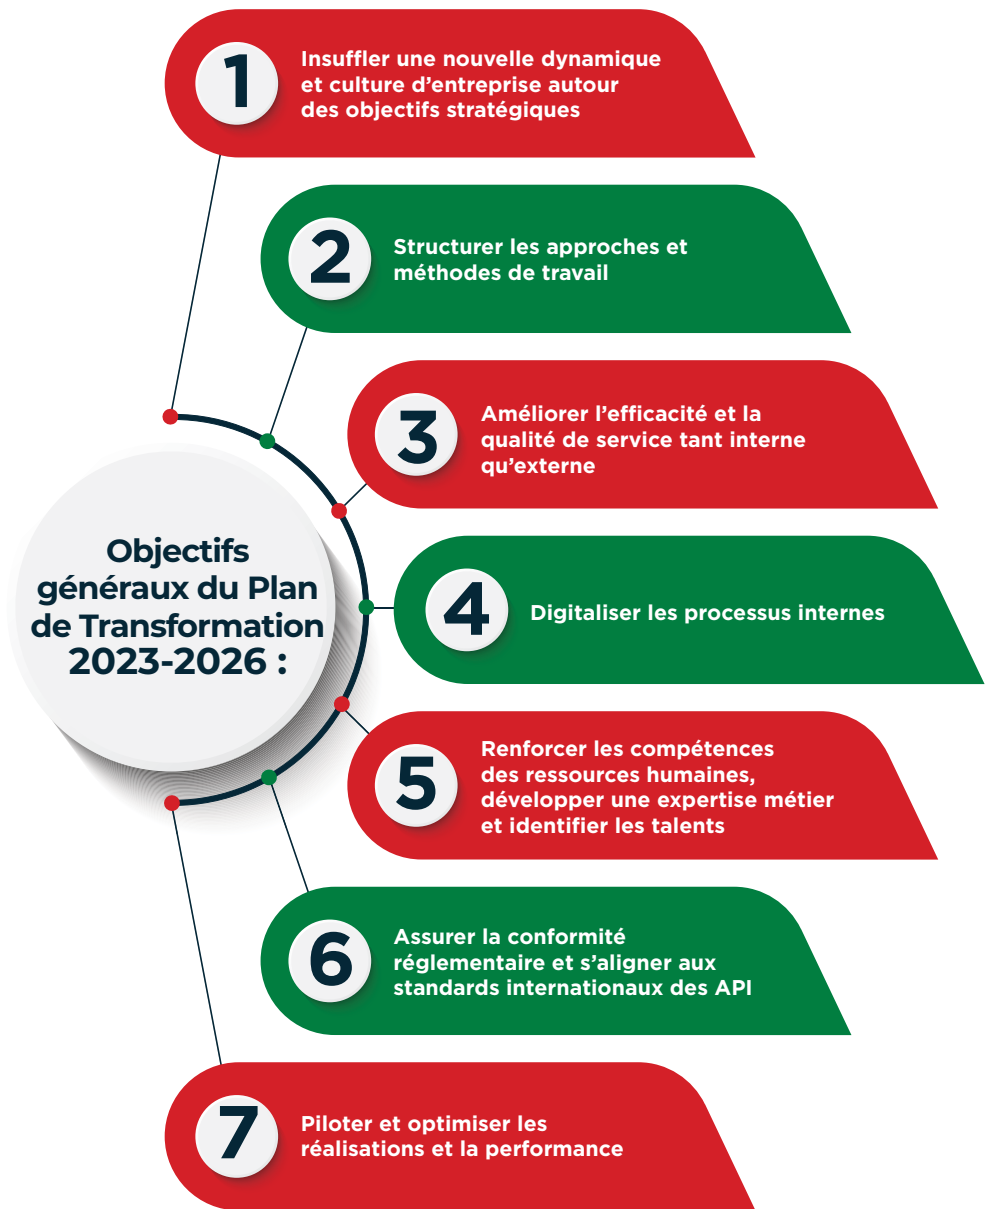 1
Insuffler une nouvelle dynamique
et culture d’entreprise autour
des objectifs stratégiques
2
Structurer les approches et
méthodes de travail
3
Améliorer l’efficacité et la
qualité de service tant interne
qu’externe
Objectifs
généraux du Plan
de Transformation
2023-2026 :
4
Digitaliser les processus internes
5
Renforcer les compétences
des ressources humaines,
développer une expertise métier
et identifier les talents
6
Assurer la conformité
réglementaire et s’aligner aux
standards internationaux des API
7
Piloter et optimiser les
réalisations et la performance